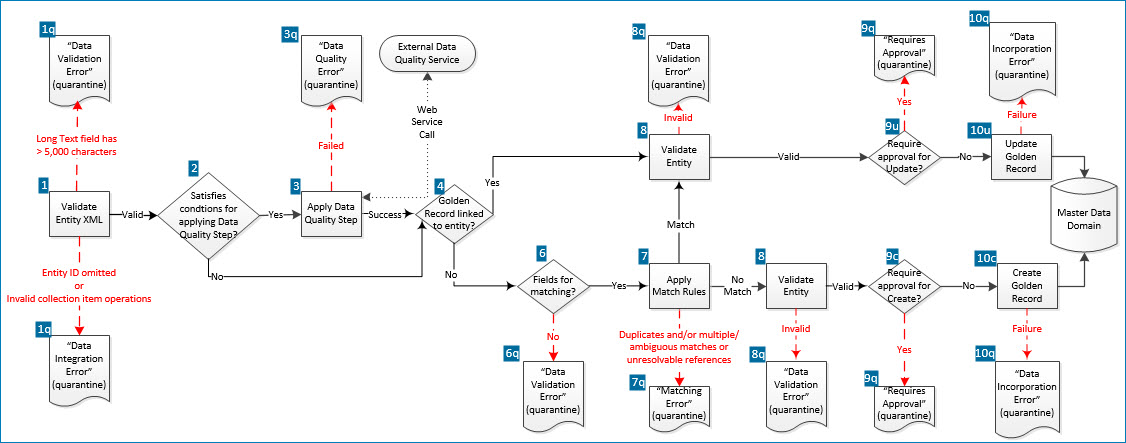 1q
“Data
Validation
Error”
(quarantine)
3q
“Data
Quality
Error”
(quarantine)
External Data
Quality Service
8q
“Data
Validation
Error”
(quarantine)
9q
“Requires
Approval”
(quarantine)
10q
“Data
Incorporation
Error”
(quarantine)
Long Text field has
> 5,000 characters
Failed
Web
Service
Call
Invalid
Yes
Failure
1
Validate
Entity XML
Valid
2
Satisfies
condtions for
applying Data
Quality Step?
Yes
No
3
Apply Data
Quality Step
Success
4
Golden
Record linked
to entity?
Yes
No
8
Validate
Entity
Valid
9u
Require
approval for
Update?
No
10u
Update
Golden
Record
Master Data
Domain
Match
Entity ID omitted
or
Invalid collection item operations
1q
“Data
Integration
Error”
(quarantine)
6
Fields for
matching?
Yes
No
7
Apply
Match Rules
No
Match
8
Validate
Entity
Valid
9c
Require
approval for
Create?
No
10c
Create
Golden
Record
Duplicates and/or multiple/
ambiguous matches or
unresolvable references
Invalid
Yes
Failure
6q
“Data
Validation
Error”
(quarantine)
7q
“Matching
Error”
(quarantine)
8q
“Data
Validation
Error”
(quarantine)
9q
“Requires
Approval”
(quarantine)
10q
“Data
Incorporation
Error”
(quarantine)